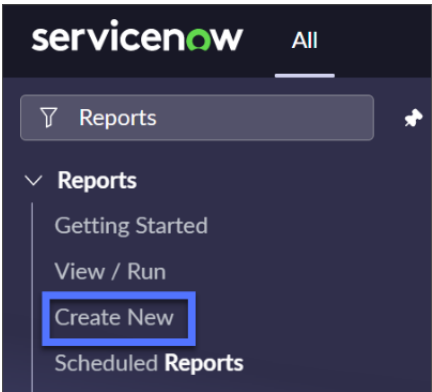 servicenow All
Reports
Reports
Getting Started
View / Run
Create New
Scheduled Reports